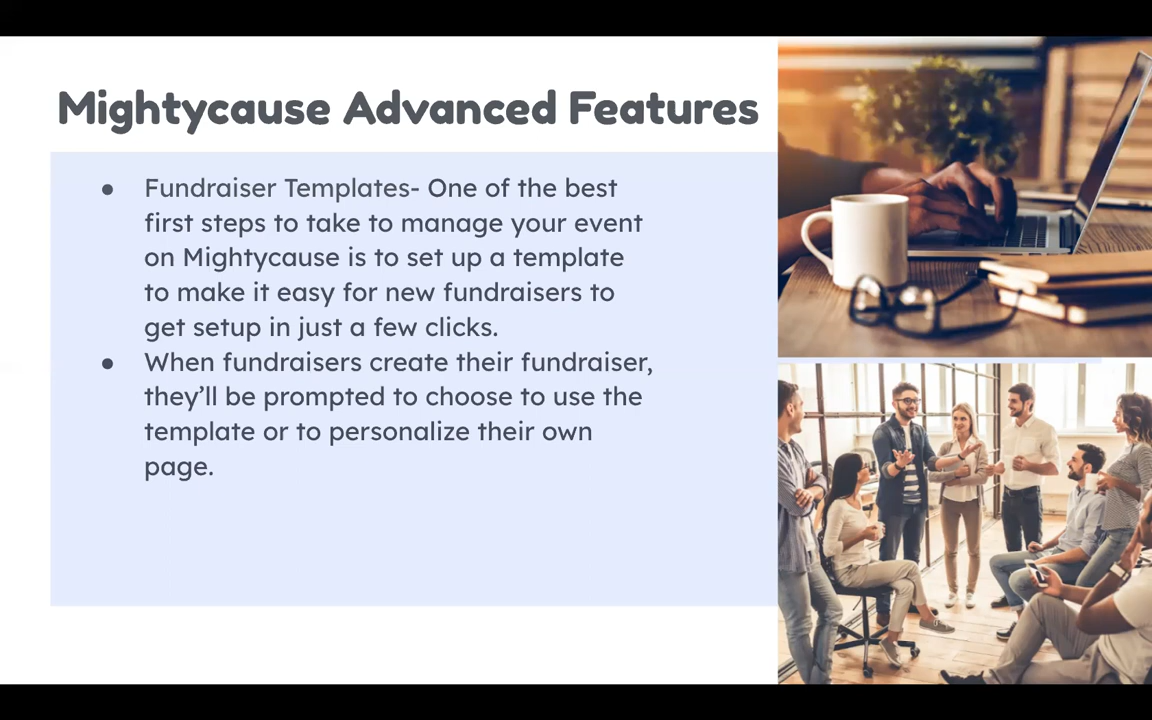 Mightycause Advanced Features
● Fundraiser Templates- One of the best
first steps to take to manage your event
on Mightycause is to set up a template
to make it easy for new fundraisers to
get setup in just a few clicks.
● When fundraisers create their fundraiser,
they’ll be prompted to choose to use the
template or to personalize their own
page.